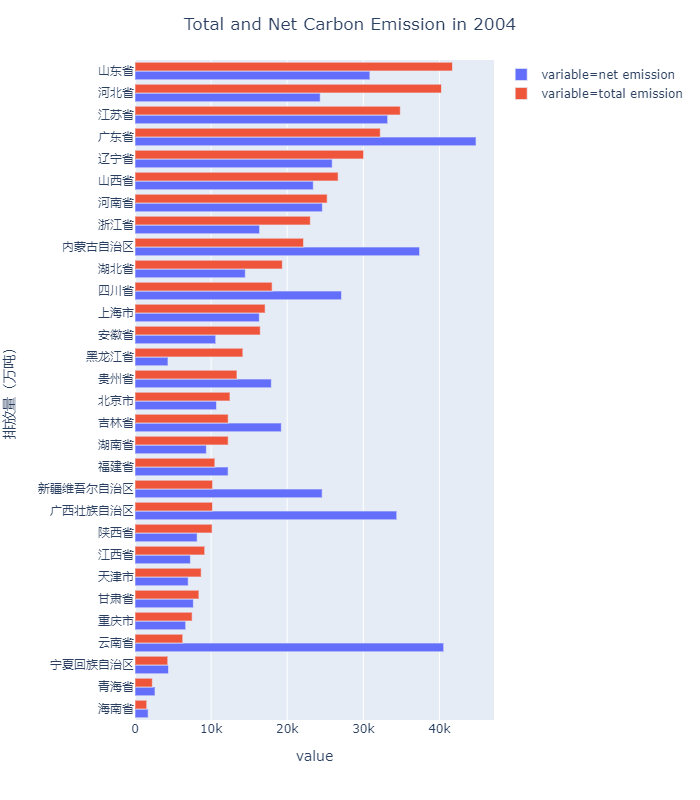 Total and Net Carbon Emission in 2004
variable=net emission
variable=total emission
排放量 (万吨)
山东省
河北省
江苏省
广东省
辽宁省
山西省
河南省
浙江省
内蒙古自治区
湖北省
四川省
上海市
安徽省
黑龙江省
贵州省
北京市
吉林省
湖南省
福建省
新疆维吾尔自治区
广西壮族自治区
陕西省
江西省
天津市
甘肃省
重庆市
云南省
宁夏回族自治区
青海省
海南省
0 10k 20k 30k 40k
value